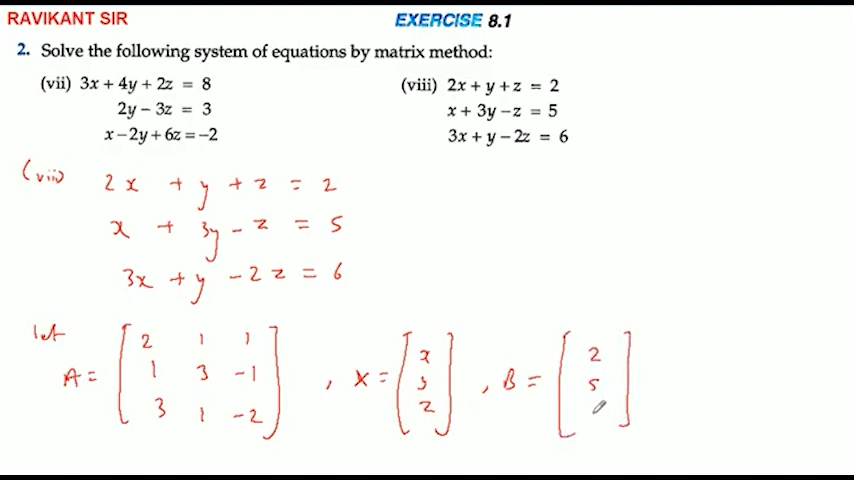 RAVIKANT SIR EXERCISE 8.1
2. Solve the following system of equations by matrix method:
(vii) 3x + 4y + 2z = 8
2y – 3z = 3
x – 2y + 6z = –2
(viii) 2x + y + z = 2
x + 3y – z = 5
3x + y – 2z = 6
(viii) 2x + y + z = 2
x + 3y – z = 5
3x + y – 2z = 6
let
A = [ 2 1 1 , X = [ x , B = [ 2
1 3 –1 y 5
3 1 –2 ] z ] ]